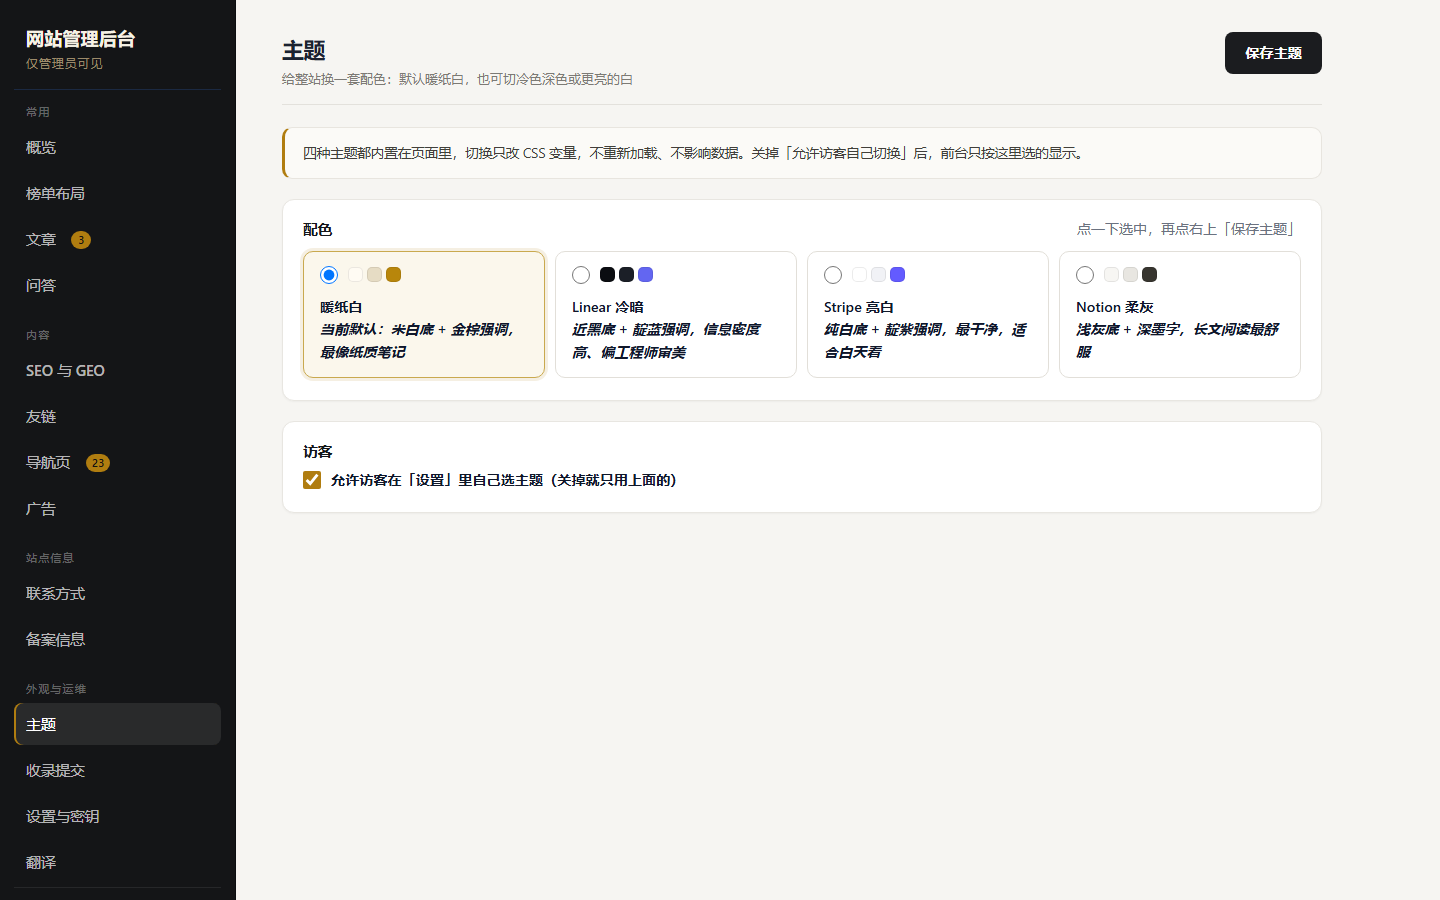 网站管理后台
仅管理员可见
常用
概览
榜单布局
文章 3
问答
内容
SEO 与 GEO
友链
导航页 23
广告
站点信息
联系方式
备案信息
外观与运维
主题
收录提交
设置与密钥
翻译
主题
给整站换一套配色：默认暖纸白，也可切冷色深色或更亮的白
保存主题
四种主题都内置在页面里，切换只改 CSS 变量，不重新加载、不影响数据。关掉「允许访客自己切换」后，前台只按这里选的显示。
配色
点一下选中，再点右上「保存主题」
暖纸白
当前默认：米白底 + 金棕强调，
最像纸质笔记
Linear 冷暗
近黑底 + 靛蓝强调，信息密度
高、偏工程师审美
Stripe 亮白
纯白底 + 靛紫强调，最干净，适
合白天看
Notion 柔灰
浅灰底 + 深墨字，长文阅读最舒
服
访客
允许访客在「设置」里自己选主题（关掉就只用上面的）